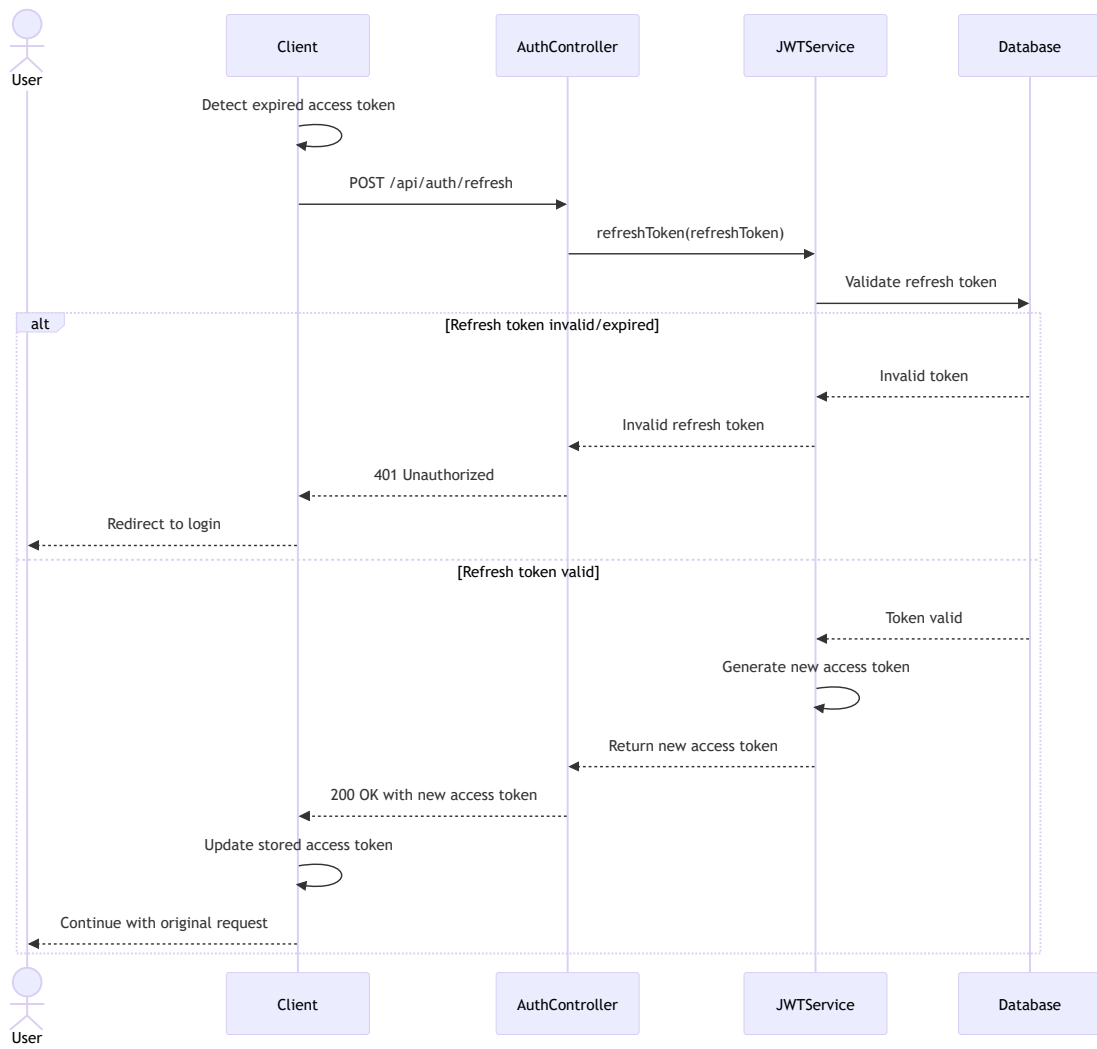 User
Client
AuthController
JWTService
Database
Detect expired access token
POST /api/auth/refresh
refreshToken(refreshToken)
Validate refresh token
alt
[Refresh token invalid/expired]
Invalid token
Invalid refresh token
401 Unauthorized
Redirect to login
[Refresh token valid]
Token valid
Generate new access token
Return new access token
200 OK with new access token
Update stored access token
Continue with original request
User
Client
AuthController
JWTService
Database